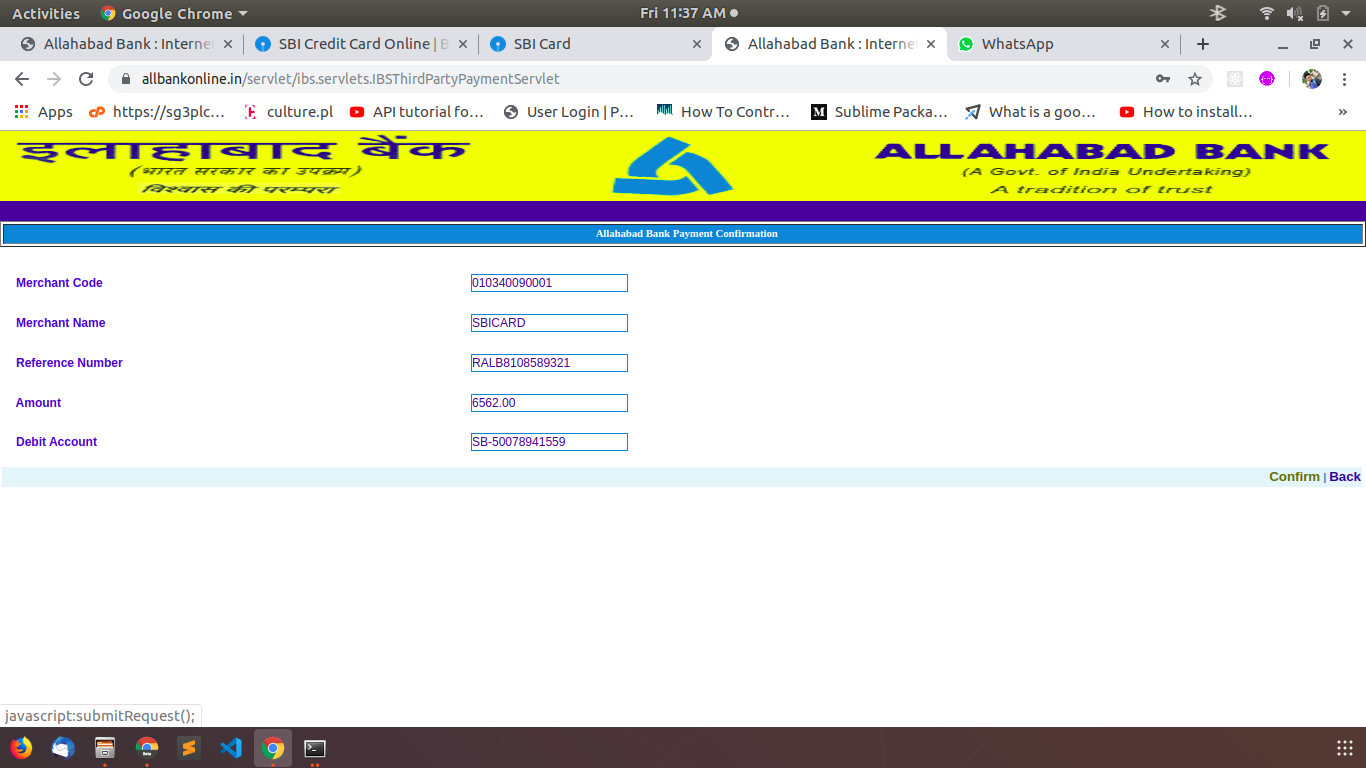 Activities Google Chrome Fri 11:37 AM
Allahabad Bank : Interne SBI Credit Card Online | B SBI Card Allahabad Bank : Interne WhatsApp
allbankonline.in/servlet/ibs.servlets.IBSThirdPartyPaymentServlet
Apps https://sg3plc... culture.pl API tutorial fo... User Login | P... How To Contr... Sublime Packa... What is a goo... How to install... »
इलाहाबाद बैंक ALLAHABAD BANK
(भारत सरकार का उपक्रम) (A Govt. of India Undertaking)
विश्वास की परम्परा A tradition of trust
Allahabad Bank Payment Confirmation
Merchant Code 010340090001
Merchant Name SBICARD
Reference Number RALB8108589321
Amount 6562.00
Debit Account SB-50078941559
Confirm | Back
javascript:submitRequest();